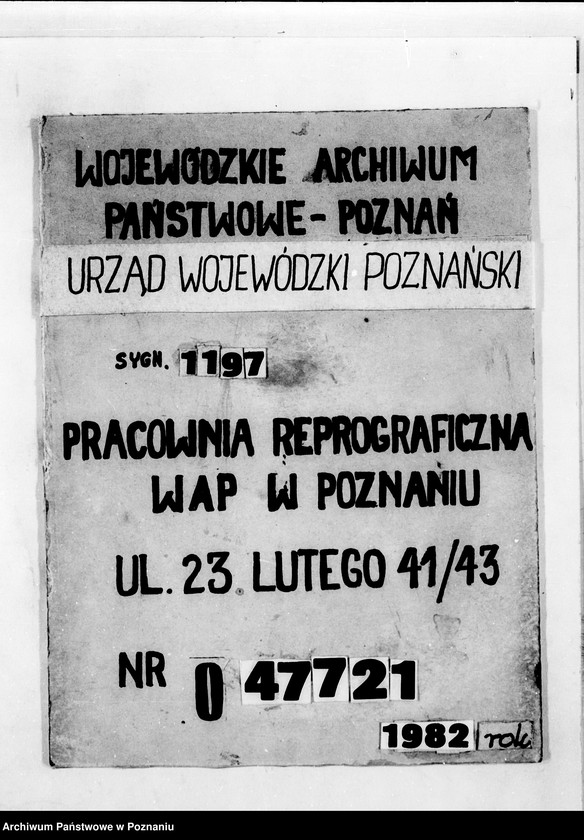 WOJEWÓDZKIE ARCHIWUM
PAŃSTWOWE - POZNAŃ
URZĄD WOJEWÓDZKI POZNAŃSKI
SYGN. 1197
PRACOWNIA REPROGRAFICZNA
WAP W POZNANIU
UL. 23 LUTEGO 41/43
NR 0 47721
1982 rok
Archiwum Państwowe w Poznaniu